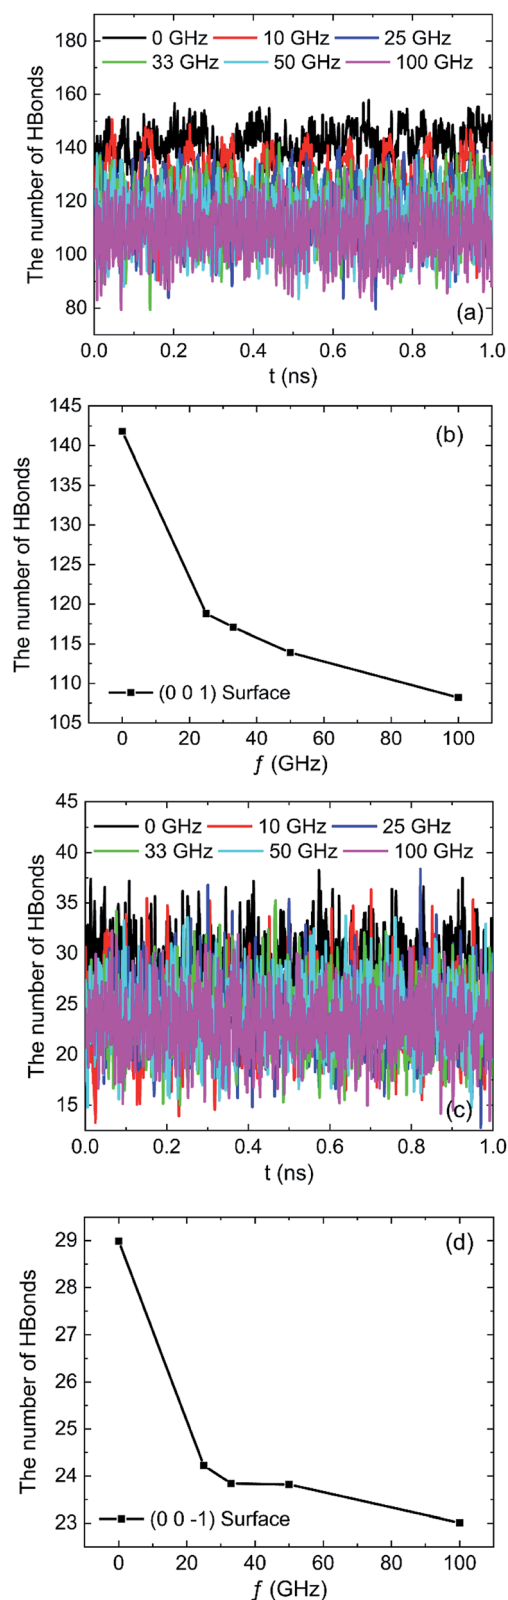 180
0 GHz 10 GHz 25 GHz
33 GHz 50 GHz 100 GHz
160
140
120
100
80
The number of HBonds
(a)
0.0 0.2 0.4 0.6 0.8 1.0
t (ns)
145
(b)
140
135
130
125
120
115
110
105
The number of HBonds
(0 0 1) Surface
0 20 40 60 80 100
ƒ (GHz)
45
0 GHz 10 GHz 25 GHz
33 GHz 50 GHz 100 GHz
40
35
30
25
20
15
The number of HBonds
(c)
0.0 0.2 0.4 0.6 0.8 1.0
t (ns)
(d)
29
28
27
26
25
24
23
The number of HBonds
(0 0 -1) Surface
0 20 40 60 80 100
ƒ (GHz)